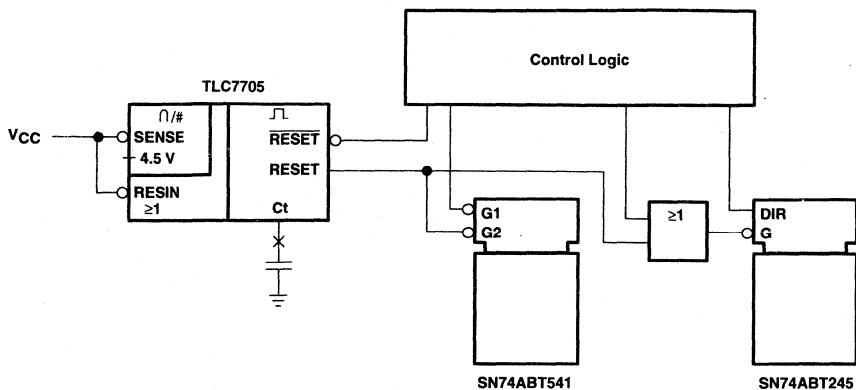 Control Logic
TLC7705
VCC
∩/#
SENSE
4.5 V
RESIN
≥1
RESET
RESET
Ct
G1
G2
≥1
DIR
G
SN74ABT541
SN74ABT245